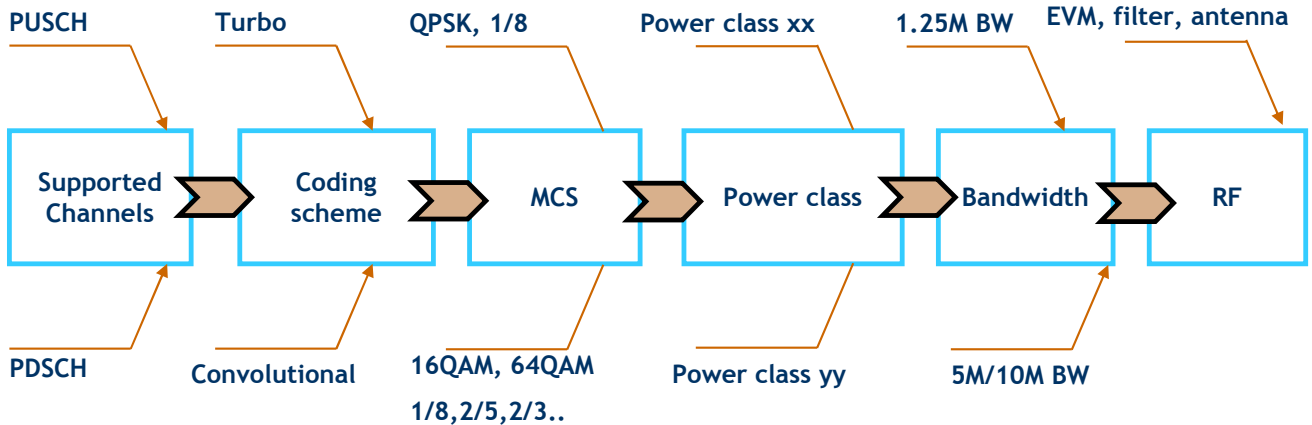 PUSCH
Turbo
QPSK, 1/8
Power class xx
1.25M BW
EVM, filter, antenna
Supported
Channels
Coding
scheme
MCS
Power class
Bandwidth
RF
PDSCH
Convolutional
16QAM, 64QAM
1/8,2/5,2/3..
Power class yy
5M/10M BW